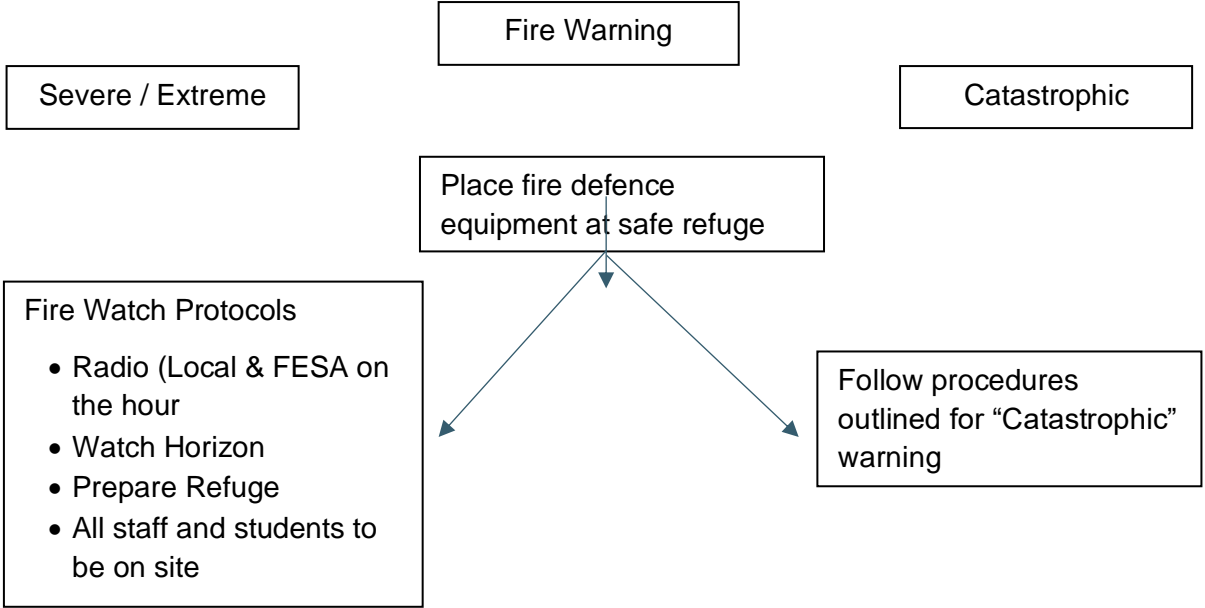 Fire Warning
Severe / Extreme
Catastrophic
Place fire defence
equipment at safe refuge
Fire Watch Protocols
• Radio (Local & FESA on
the hour
• Watch Horizon
• Prepare Refuge
• All staff and students to
be on site
Follow procedures
outlined for “Catastrophic”
warning